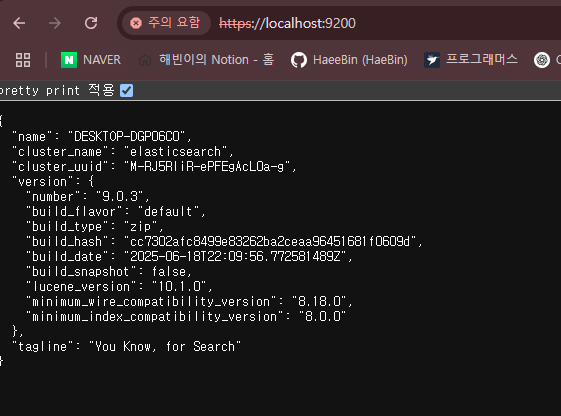 주의 요함 https://localhost:9200
NAVER 해빈이의 Notion - 홈 HaeeBin (HaeBin) 프로그래머스
pretty print 적용
{
"name": "DESKTOP-DGPO6CO",
"cluster_name": "elasticsearch",
"cluster_uuid": "M-RJ5RIiR-ePFEgAcLOa-g",
"version": {
"number": "9.0.3",
"build_flavor": "default",
"build_type": "zip",
"build_hash": "cc7302afc8499e83262ba2ceaa96451681f0609d",
"build_date": "2025-06-18T22:09:56.772581489Z",
"build_snapshot": false,
"lucene_version": "10.1.0",
"minimum_wire_compatibility_version": "8.18.0",
"minimum_index_compatibility_version": "8.0.0"
},
"tagline": "You Know, for Search"
}